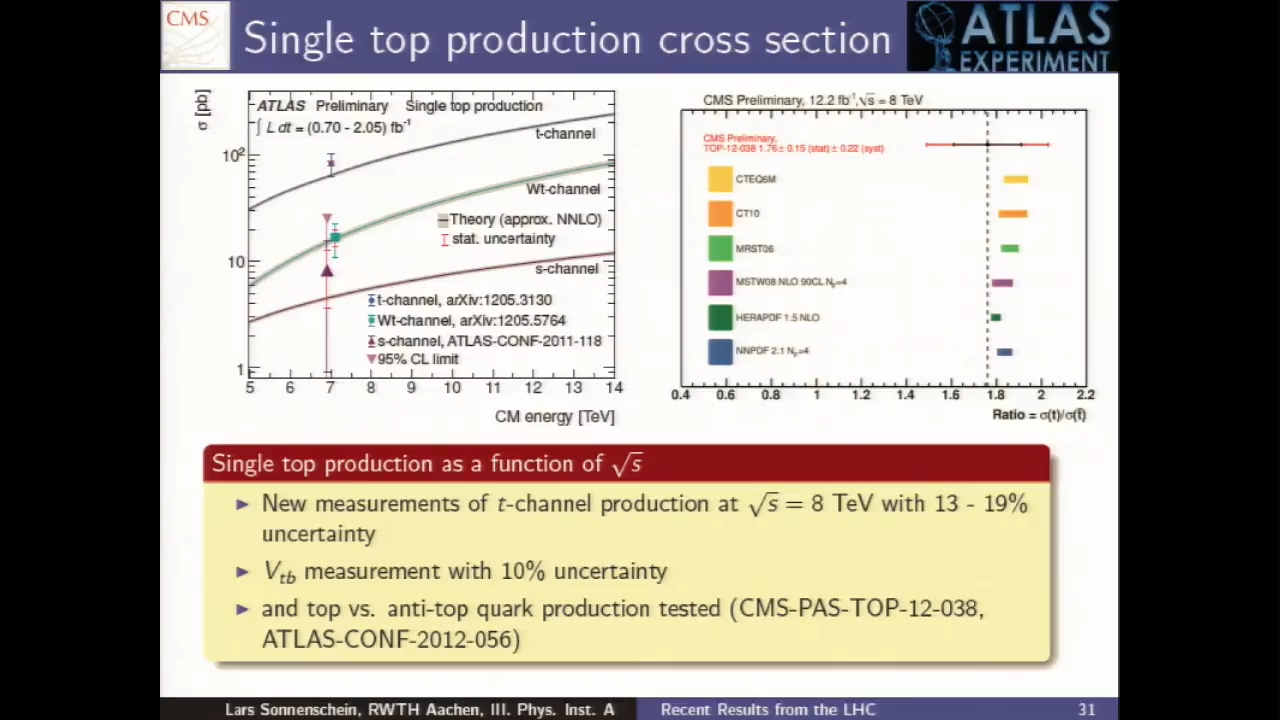 CMS
Single top production cross section
ATLAS
EXPERIMENT
σ [pb]
ATLAS Preliminary Single top production
∫ L dt = (0.70 - 2.05) fb⁻¹
t-channel
10²
Wt-channel
Theory (approx. NNLO)
stat. uncertainty
10
s-channel
t-channel, arXiv:1205.3130
Wt-channel, arXiv:1205.5764
s-channel, ATLAS-CONF-2011-118
95% CL limit
1
5 6 7 8 9 10 11 12 13 14
CM energy [TeV]
CMS Preliminary, 12.2 fb⁻¹, √s = 8 TeV
CMS Preliminary,
TOP-12-038 1.76± 0.15 (stat) ± 0.22 (syst)
CTEQ6M
CT10
MRST06
MSTW08 NLO 90CL N_F=4
HERAPDF 1.5 NLO
NNPDF 2.1 N_F=4
0.4 0.6 0.8 1 1.2 1.4 1.6 1.8 2 2.2
Ratio = σ(t)/σ(t̄)
Single top production as a function of √s
► New measurements of t-channel production at √s = 8 TeV with 13 - 19%
uncertainty
► V_tb measurement with 10% uncertainty
► and top vs. anti-top quark production tested (CMS-PAS-TOP-12-038,
ATLAS-CONF-2012-056)
Lars Sonnenschein, RWTH Aachen, III. Phys. Inst. A Recent Results from the LHC 31